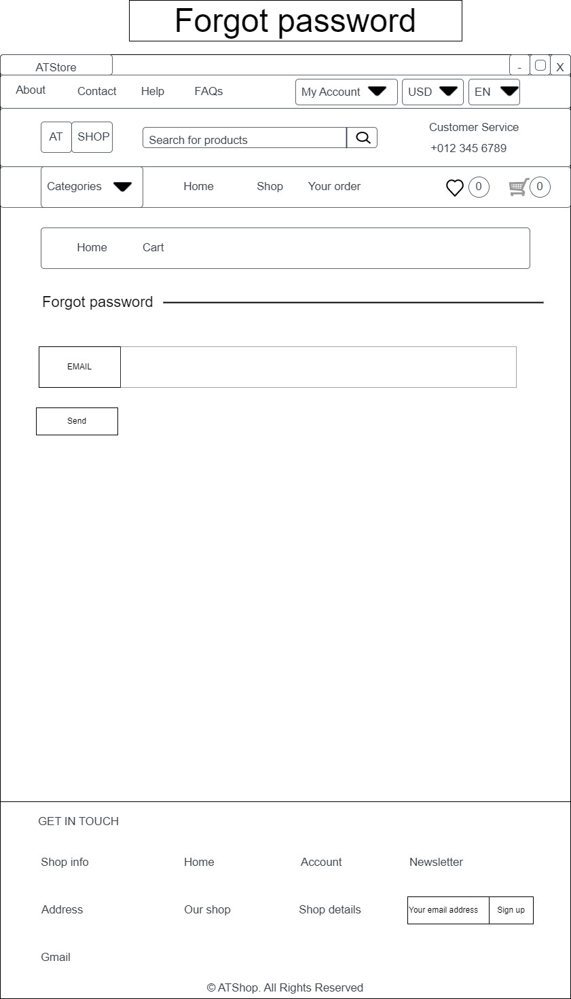 Forgot password
ATStore - X
About Contact Help FAQs My Account USD EN
AT SHOP Search for products Customer Service
+012 345 6789
Categories Home Shop Your order 0 0
Home Cart
Forgot password
EMAIL
Send
GET IN TOUCH
Shop info Home Account Newsletter
Address Our shop Shop details Your email address Sign up
Gmail
© ATShop. All Rights Reserved